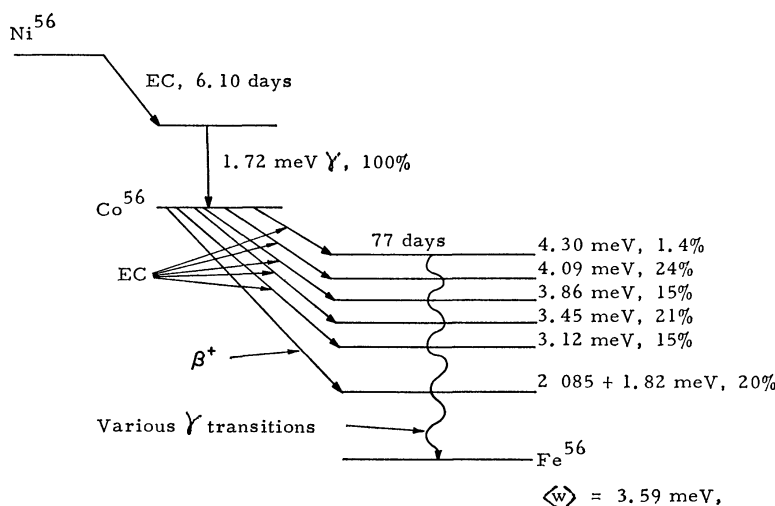 Ni⁵⁶
EC, 6.10 days
1.72 meV γ, 100%
Co⁵⁶
77 days
4.30 meV, 1.4%
4.09 meV, 24%
EC
3.86 meV, 15%
3.45 meV, 21%
3.12 meV, 15%
β⁺
2 085 + 1.82 meV, 20%
Various γ transitions
Fe⁵⁶
⟨w⟩ = 3.59 meV,